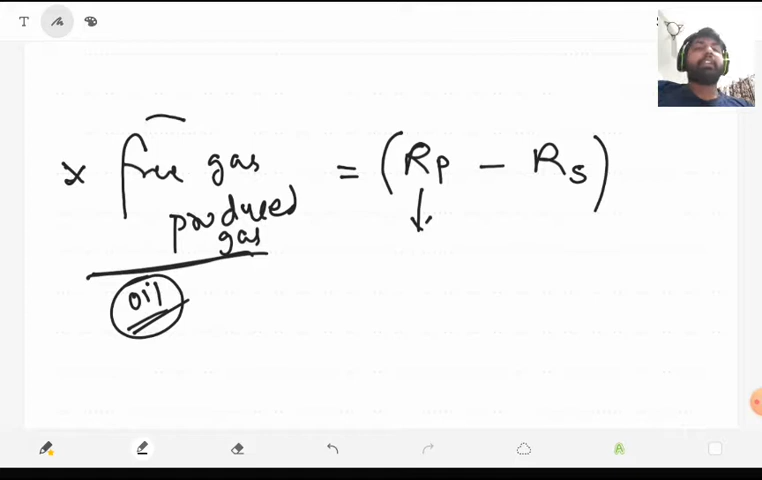 T
× free gas = (Rp - Rs)
produced
gas
oil
A